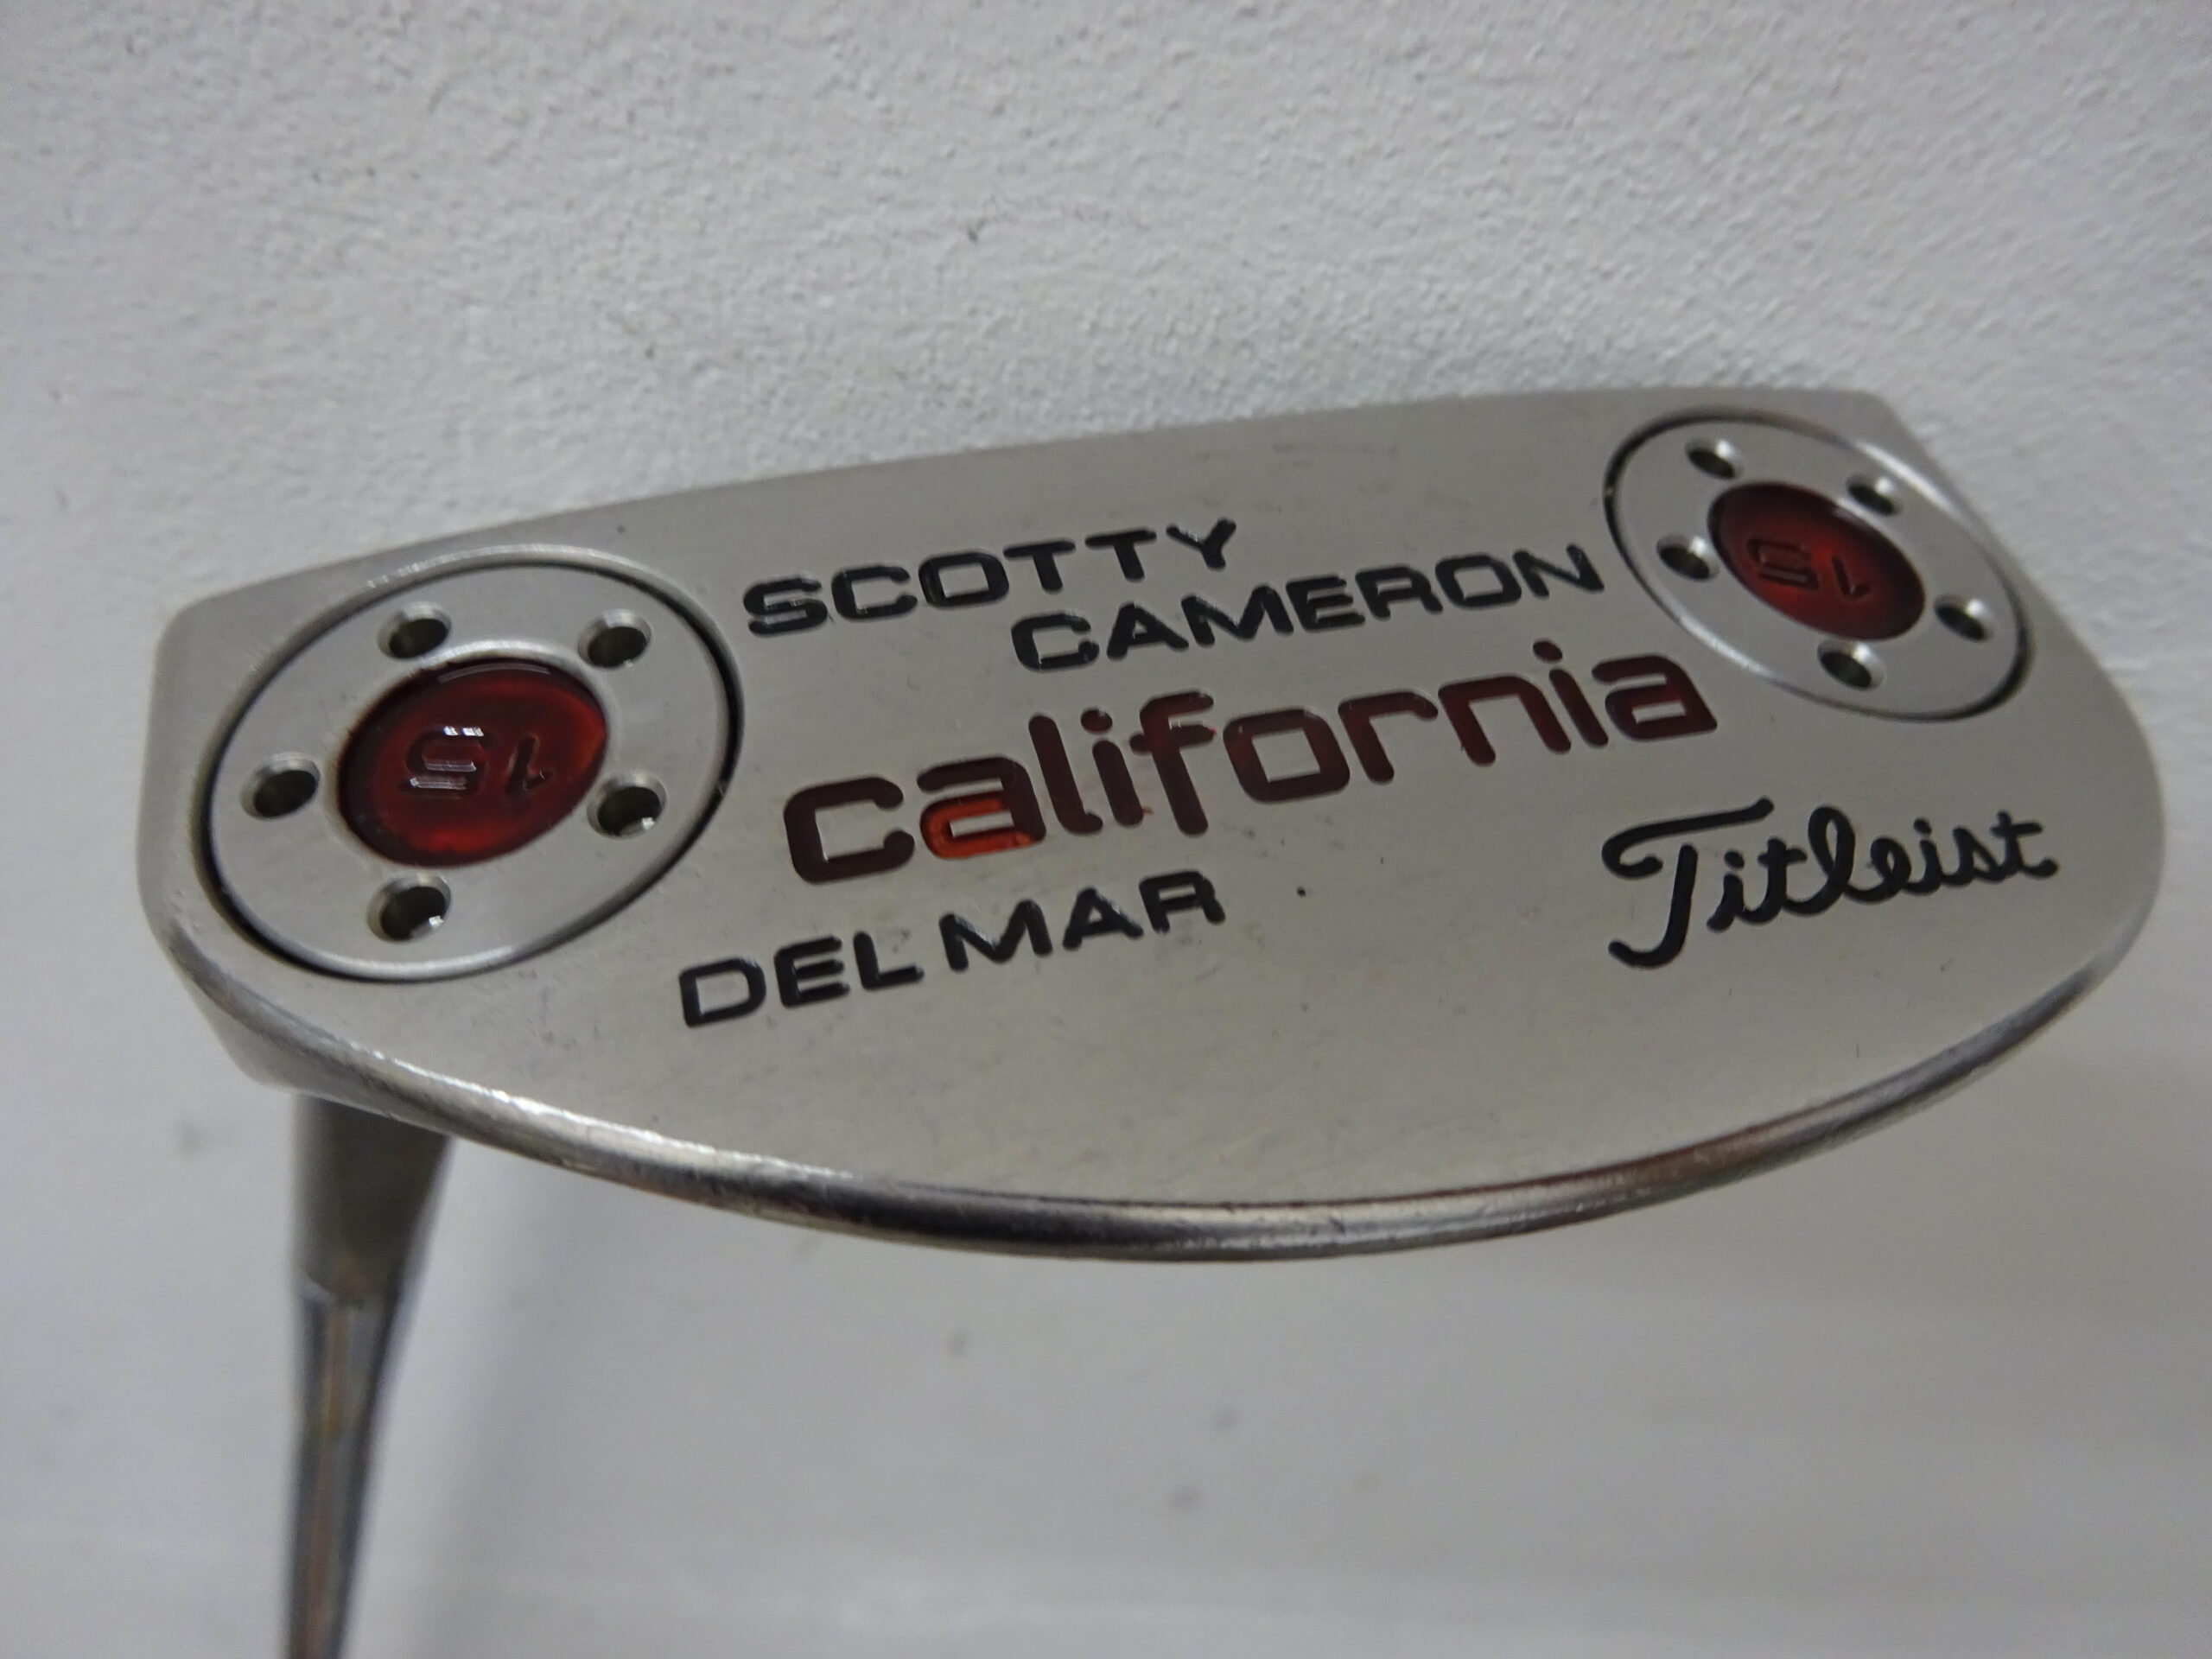 SCOTTY
CAMERON
california
DEL MAR
Titleist
15
15